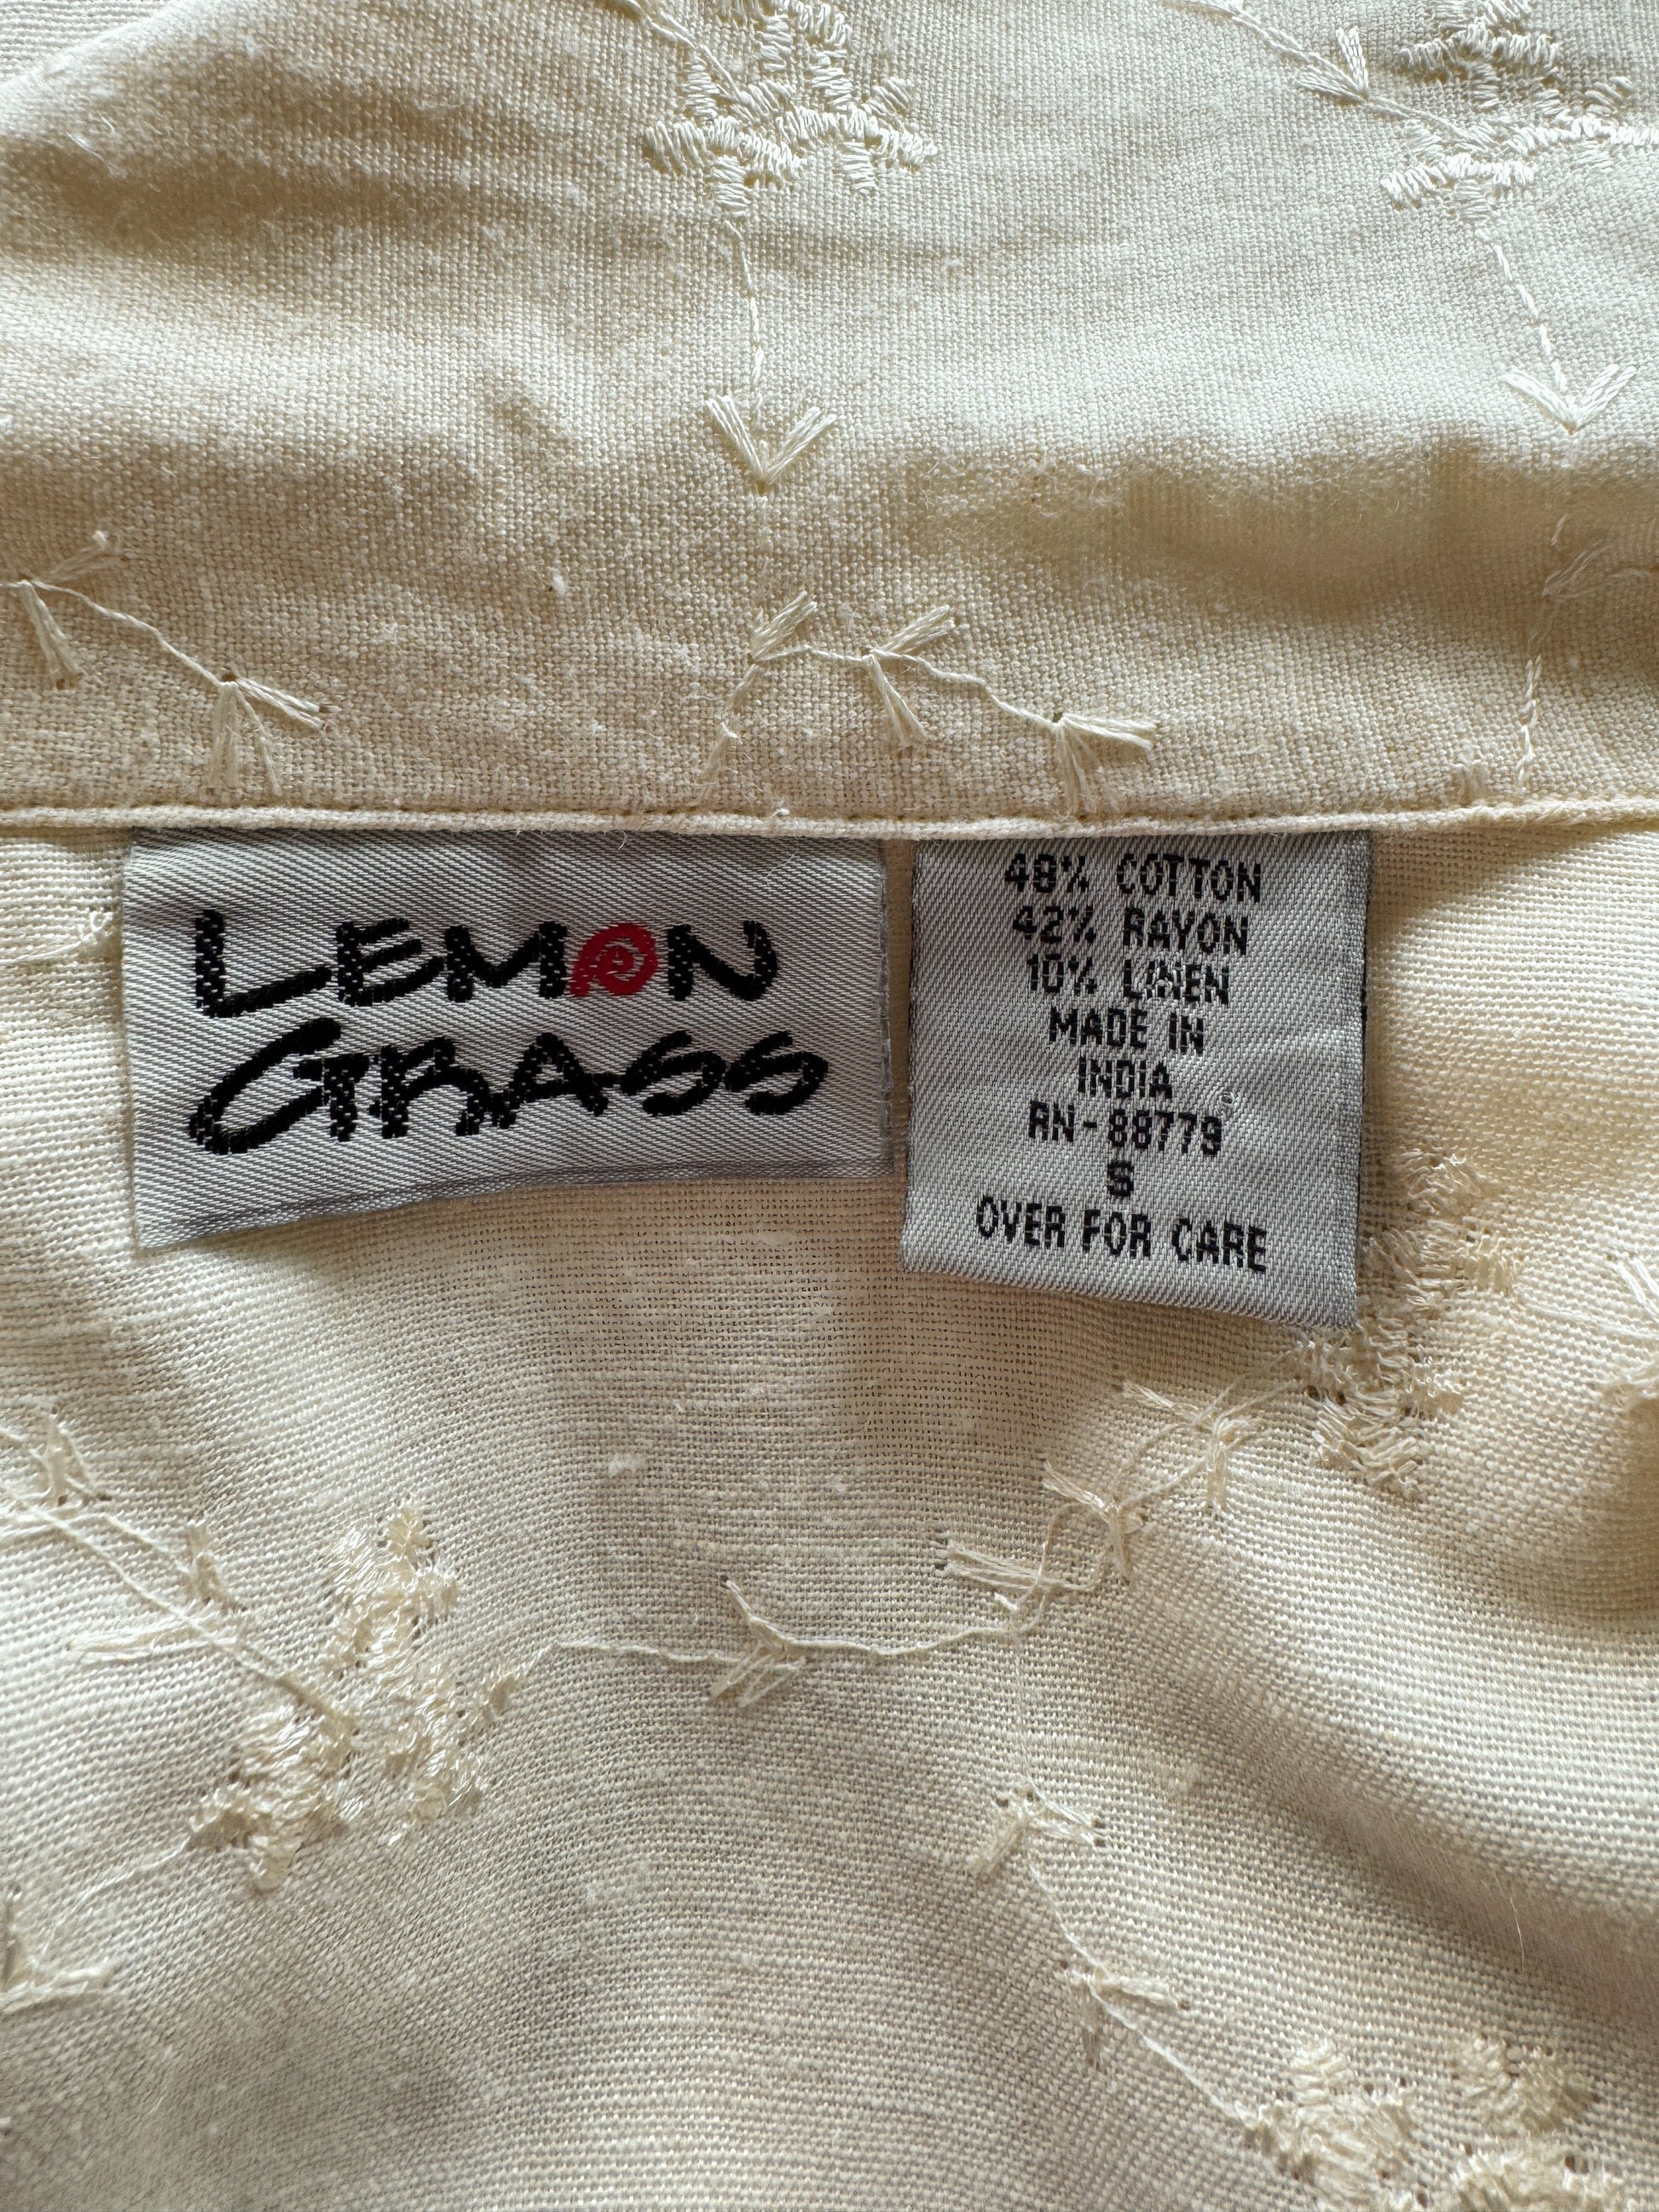 LEMON
GRASS
48% COTTON
42% RAYON
10% LINEN
MADE IN
INDIA
RN-88779
S
OVER FOR CARE